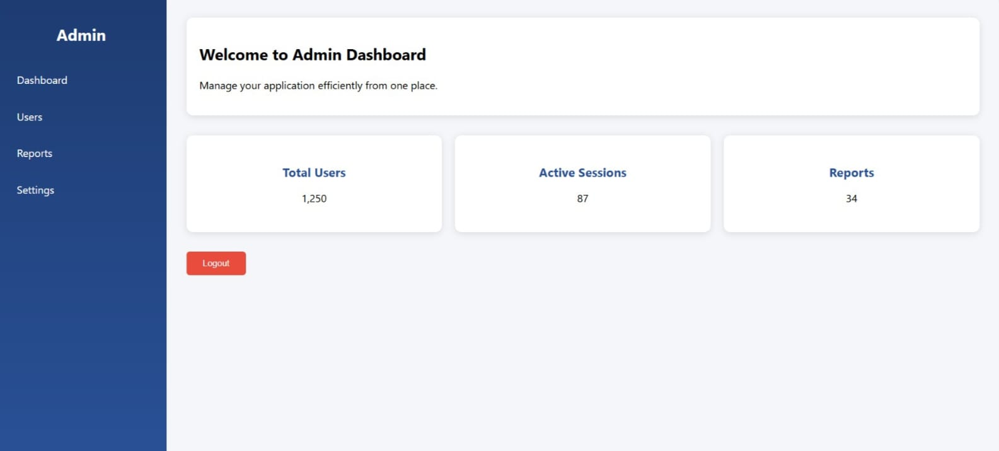 Admin
Dashboard
Users
Reports
Settings
Welcome to Admin Dashboard
Manage your application efficiently from one place.
Total Users
1,250
Active Sessions
87
Reports
34
Logout